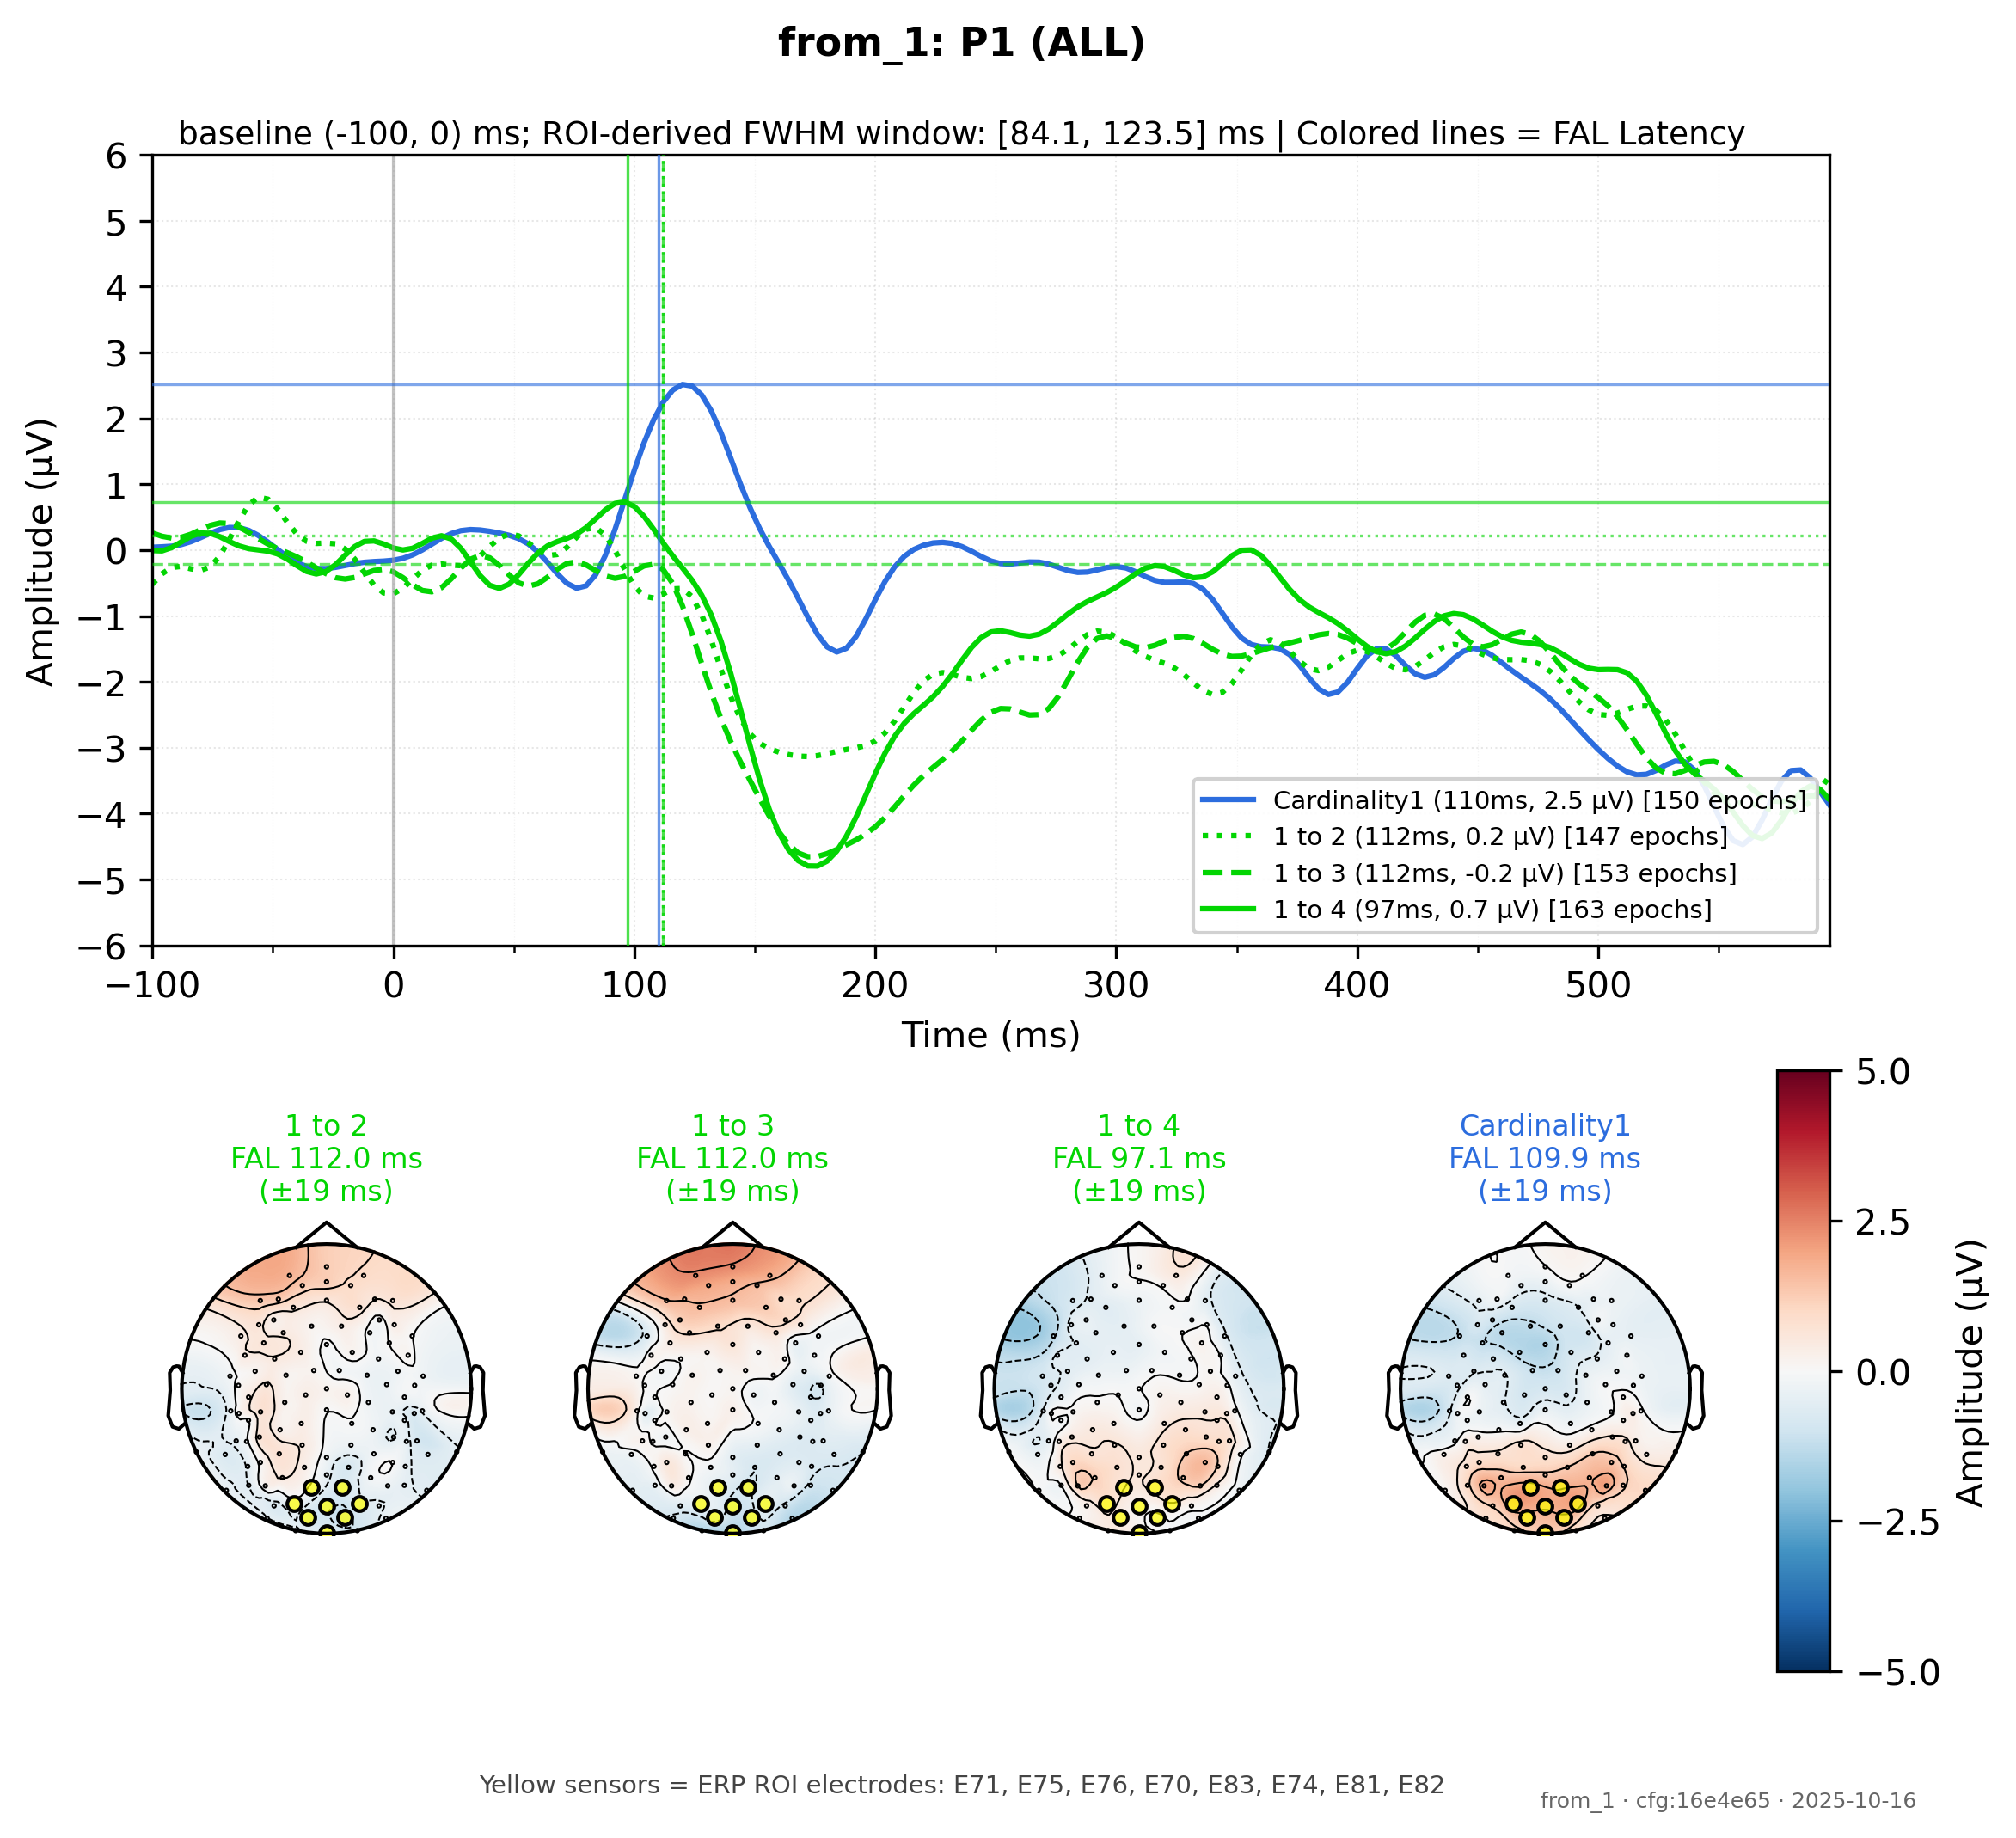 from_1: P1 (ALL)
baseline (-100, 0) ms; ROI-derived FWHM window: [84.1, 123.5] ms | Colored lines = FAL Latency
6
5
4
3
2
1
0
−1
−2
−3
−4
−5
−6
Amplitude (µV)
−100
0
100
200
300
400
500
Time (ms)
Cardinality1 (110ms, 2.5 µV) [150 epochs]
1 to 2 (112ms, 0.2 µV) [147 epochs]
1 to 3 (112ms, -0.2 µV) [153 epochs]
1 to 4 (97ms, 0.7 µV) [163 epochs]
1 to 2
FAL 112.0 ms
(±19 ms)
1 to 3
FAL 112.0 ms
(±19 ms)
1 to 4
FAL 97.1 ms
(±19 ms)
Cardinality1
FAL 109.9 ms
(±19 ms)
5.0
2.5
0.0
−2.5
−5.0
Amplitude (µV)
Yellow sensors = ERP ROI electrodes: E71, E75, E76, E70, E83, E74, E81, E82
from_1 · cfg:16e4e65 · 2025-10-16